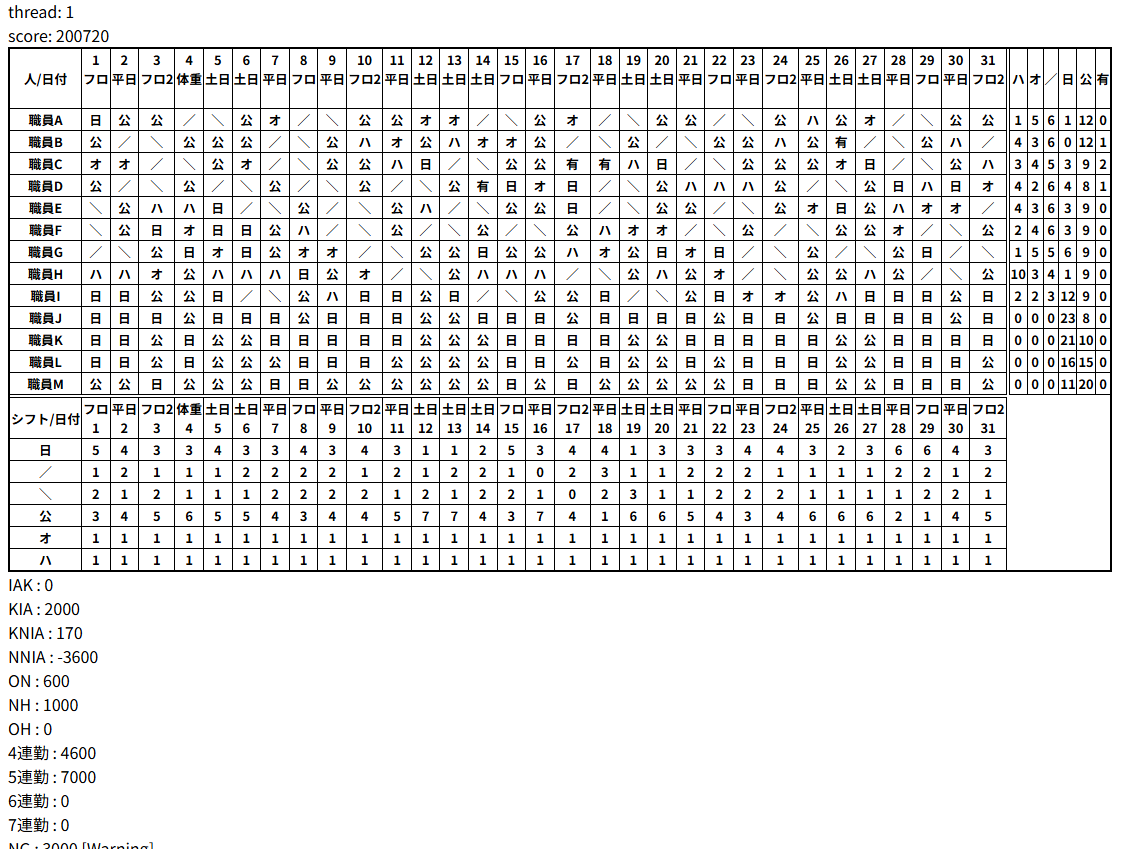 thread: 1
score: 200720
人/日付 1 2 3 4 5 6 7 8 9 10 11 12 13 14 15 16 17 18 19 20 21 22 23 24 25 26 27 28 29 30 31 ハ オ ／ 日 公 有
フロ 平日 フロ2 体重 土日 土日 平日 フロ 平日 フロ2 平日 土日 土日 土日 フロ 平日 フロ2 平日 土日 土日 平日 フロ 平日 フロ2 平日 土日 土日 平日 フロ 平日 フロ2
職員A 日 公 公 ／ ＼ 公 オ ／ ＼ 公 公 オ オ ／ ＼ 公 オ ／ ＼ 公 公 ／ ＼ 公 ハ 公 オ ／ ＼ 公 公 1 5 6 1 12 0
職員B 公 ／ ＼ 公 公 公 ／ ＼ 公 ハ オ 公 ハ オ オ 公 ／ ＼ 公 ／ ＼ 公 公 ハ 公 有 ／ ＼ 公 ハ ／ 4 3 6 0 12 1
職員C オ オ ／ ＼ 公 オ ／ ＼ 公 公 ハ 日 ／ ＼ 公 公 有 有 ハ 日 ／ ＼ 公 公 公 オ 日 ／ ＼ 公 ハ 3 4 5 3 9 2
職員D 公 ／ ＼ 公 ／ ＼ 公 ／ ＼ 公 ／ ＼ 公 有 日 オ 日 ／ ＼ 公 ハ ハ ハ 公 ／ ＼ 公 日 ハ 日 オ 4 2 6 4 8 1
職員E ＼ 公 ハ ハ 日 ／ ＼ 公 ／ ＼ 公 ハ ／ ＼ 公 公 日 ／ ＼ 公 公 ／ ＼ 公 オ 日 公 ハ オ オ ／ 4 3 6 3 9 0
職員F ＼ 公 日 オ 日 日 公 ハ ／ ＼ 公 ／ ＼ 公 ／ ＼ 公 ハ オ オ ／ ＼ 公 ／ ＼ 公 公 オ ／ ＼ 公 2 4 6 3 9 0
職員G ／ ＼ 公 日 オ 日 公 オ オ ／ ＼ 公 公 日 公 公 ハ オ 公 日 オ 日 ／ ＼ 公 ／ ＼ 公 日 ／ ＼ 1 5 5 6 9 0
職員H ハ ハ オ 公 ハ ハ ハ 日 公 オ ／ ＼ 公 ハ ハ ハ ／ ＼ 公 ハ 公 オ ／ ＼ 公 公 ハ 公 ／ ＼ 公 10 3 4 1 9 0
職員I 日 日 公 公 日 ／ ＼ 公 ハ 日 日 公 日 ／ ＼ 公 公 日 ／ ＼ 公 日 オ オ 公 ハ 日 日 日 公 日 2 2 3 12 9 0
職員J 日 日 日 公 日 日 日 公 日 日 日 公 公 日 日 日 公 日 日 日 日 公 日 日 公 日 日 日 日 公 日 0 0 0 23 8 0
職員K 日 日 公 日 公 公 日 日 日 日 日 公 公 公 日 日 日 日 公 公 日 日 日 日 日 公 公 日 日 日 日 0 0 0 21 10 0
職員L 日 日 公 日 公 公 公 日 日 日 公 公 公 公 日 日 公 日 公 日 日 公 公 日 日 公 公 日 日 日 公 0 0 0 16 15 0
職員M 公 公 日 公 公 公 日 日 公 公 公 公 公 公 日 公 日 公 公 公 公 公 日 日 日 公 公 日 日 日 公 0 0 0 11 20 0
シフト/日付 フロ 平日 フロ2 体重 土日 土日 平日 フロ 平日 フロ2 平日 土日 土日 土日 フロ 平日 フロ2 平日 土日 土日 平日 フロ 平日 フロ2 平日 土日 土日 平日 フロ 平日 フロ2
1 2 3 4 5 6 7 8 9 10 11 12 13 14 15 16 17 18 19 20 21 22 23 24 25 26 27 28 29 30 31
日 5 4 3 3 4 3 3 4 3 4 3 1 1 2 5 3 4 4 1 3 3 3 4 4 3 2 3 6 6 4 3
／ 1 2 1 1 1 2 2 2 2 1 2 1 2 2 1 0 2 3 1 1 2 2 2 1 1 1 1 2 2 1 2
＼ 2 1 2 1 1 1 2 2 2 2 1 2 1 2 2 1 0 2 3 1 1 2 2 2 1 1 1 1 2 2 1
公 3 4 5 6 5 5 4 3 4 4 5 7 7 4 3 7 4 1 6 6 5 4 3 4 6 6 6 2 1 4 5
オ 1 1 1 1 1 1 1 1 1 1 1 1 1 1 1 1 1 1 1 1 1 1 1 1 1 1 1 1 1 1 1
ハ 1 1 1 1 1 1 1 1 1 1 1 1 1 1 1 1 1 1 1 1 1 1 1 1 1 1 1 1 1 1 1
IAK : 0
KIA : 2000
KNIA : 170
NNIA : -3600
ON : 600
NH : 1000
OH : 0
4連勤 : 4600
5連勤 : 7000
6連勤 : 0
7連勤 : 0
NG : 3000 [Warning]